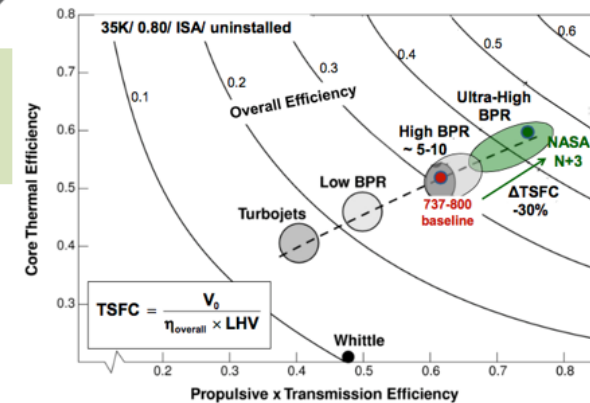 35K/ 0.80/ ISA/ uninstalled
0.8
0.7
0.6
0.5
0.4
0.3
Core Thermal Efficiency
0.1
0.2
0.3
0.4
0.5
0.6
Overall Efficiency
Ultra-High
BPR
High BPR
~ 5-10
NASA
N+3
Low BPR
737-800
baseline
ΔTSFC
-30%
Turbojets
TSFC = V₀ / η_overall × LHV
Whittle
0.2 0.3 0.4 0.5 0.6 0.7 0.8
Propulsive x Transmission Efficiency